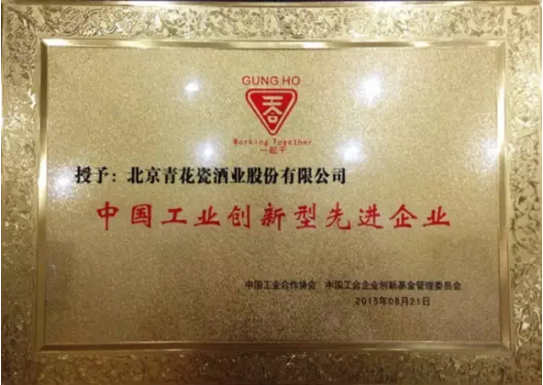 GUNG HO
合
Working Together
一起干
授予：北京青花瓷酒业股份有限公司
中国工业创新型先进企业
中国工业合作协会 中国工合企业创新基金管理委员会
2015年08月21日